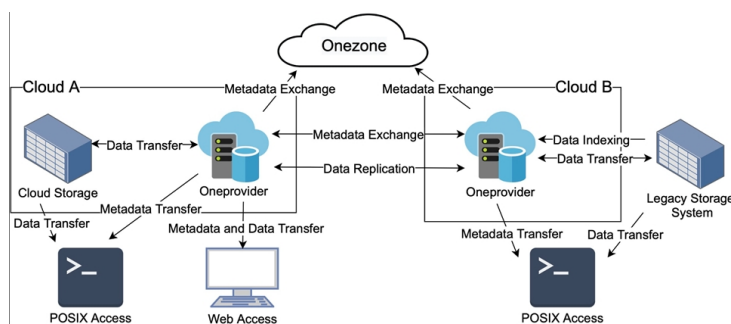 Onezone
Cloud A
Metadata Exchange
Metadata Exchange
Cloud B
Data Transfer
Metadata Exchange
Data Indexing
Data Transfer
Data Replication
Cloud Storage
Oneprovider
Oneprovider
Legacy Storage
System
Metadata Transfer
Data Transfer
Metadata and Data Transfer
Metadata Transfer
Data Transfer
>_
>_
POSIX Access
Web Access
POSIX Access